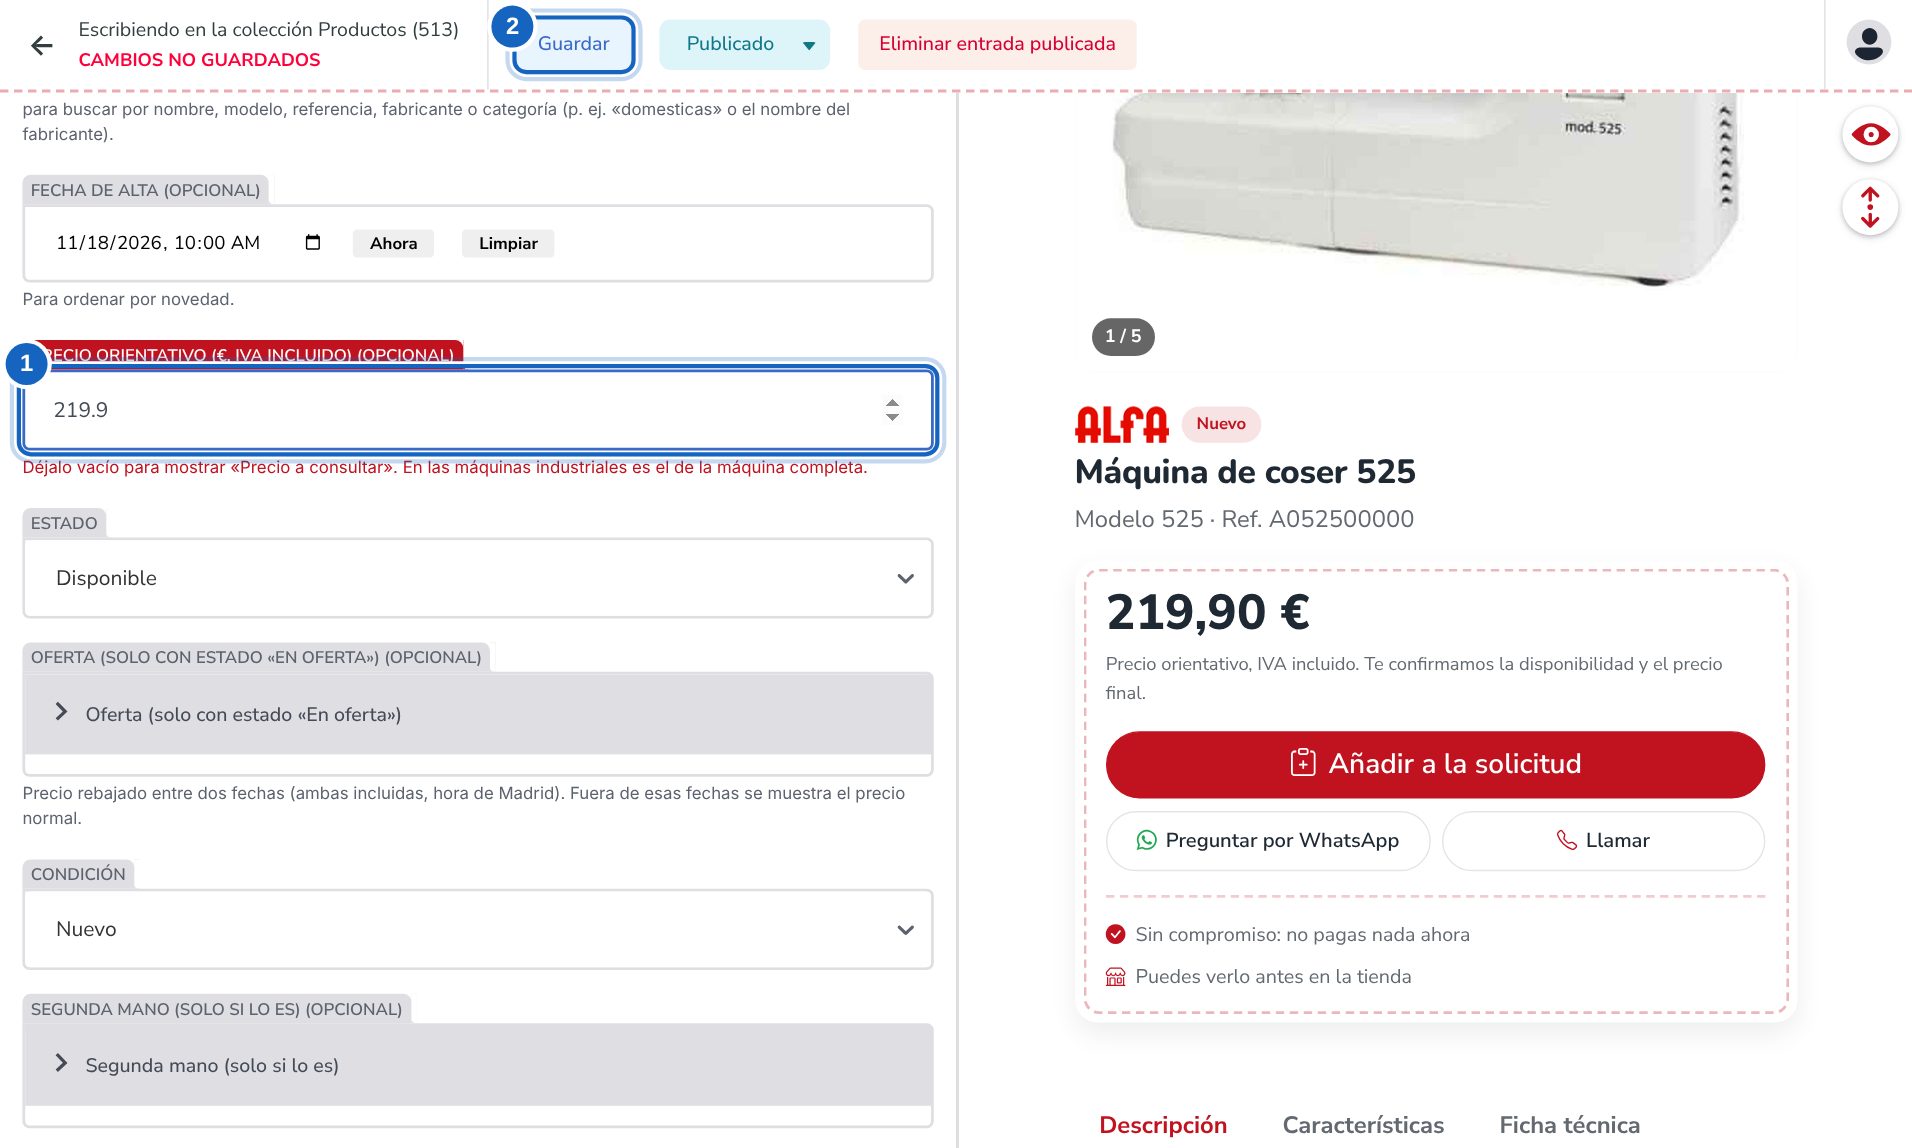 Escribiendo en la colección Productos (513)
CAMBIOS NO GUARDADOS
2
Guardar
Publicado
Eliminar entrada publicada
para buscar por nombre, modelo, referencia, fabricante o categoría (p. ej. «domesticas» o el nombre del
fabricante).
FECHA DE ALTA (OPCIONAL)
11/18/2026, 10:00 AM
Ahora
Limpiar
Para ordenar por novedad.
1
RECIO ORIENTATIVO (€, IVA INCLUIDO) (OPCIONAL)
219.9
Déjalo vacío para mostrar «Precio a consultar». En las máquinas industriales es el de la máquina completa.
ESTADO
Disponible
OFERTA (SOLO CON ESTADO «EN OFERTA») (OPCIONAL)
Oferta (solo con estado «En oferta»)
Precio rebajado entre dos fechas (ambas incluidas, hora de Madrid). Fuera de esas fechas se muestra el precio
normal.
CONDICIÓN
Nuevo
SEGUNDA MANO (SOLO SI LO ES) (OPCIONAL)
Segunda mano (solo si lo es)
mod. 525
1 / 5
ALFA
Nuevo
Máquina de coser 525
Modelo 525 · Ref. A052500000
219,90 €
Precio orientativo, IVA incluido. Te confirmamos la disponibilidad y el precio
final.
Añadir a la solicitud
Preguntar por WhatsApp
Llamar
Sin compromiso: no pagas nada ahora
Puedes verlo antes en la tienda
Descripción
Características
Ficha técnica